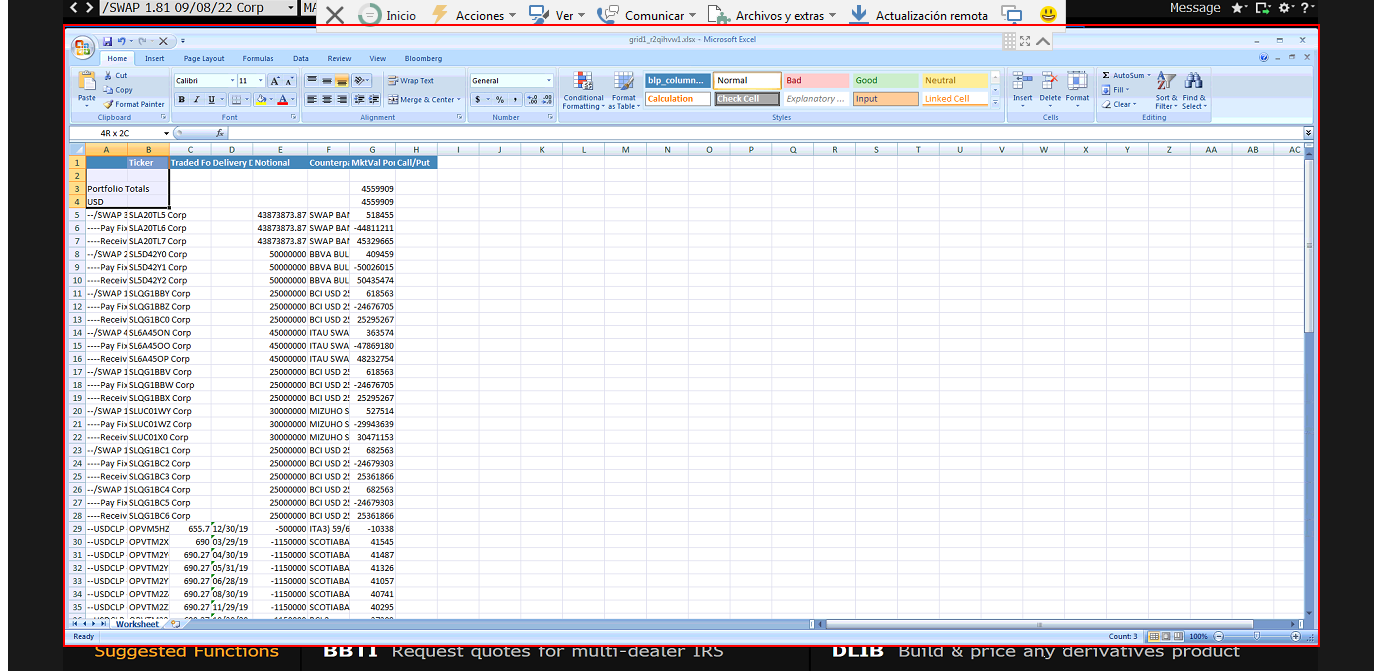 /SWAP 1.81 09/08/22 Corp
Inicio
Acciones
Ver
Comunicar
Archivos y extras
Actualización remota
Message
grid1_r2qihvw1.xlsx - Microsoft Excel
Home Insert Page Layout Formulas Data Review View Bloomberg
Paste
Cut
Copy
Format Painter
Clipboard
Calibri 11
B I U
Font
Wrap Text
Merge & Center
Alignment
General
$ % ,
Number
Conditional Formatting
Format as Table
blp_column... Normal Bad Good Neutral
Calculation Check Cell Explanatory ... Input Linked Cell
Styles
Insert Delete Format
Cells
Σ AutoSum
Fill
Clear
Sort & Filter
Find & Select
Editing
4R x 2C fx
A B C D E F G H I J K L M N O P Q R S T U V W X Y Z AA AB AC
1 Ticker Traded Fo Delivery D Notional Counterpa MktVal Por Call/Put
2
3 Portfolio Totals 4559909
4 USD 4559909
5 --/SWAP 3 SLA20TL5 Corp 43873873.87 SWAP BAN 518455
6 ----Pay Fix SLA20TL6 Corp 43873873.87 SWAP BAN -44811211
7 ----Receiv SLA20TL7 Corp 43873873.87 SWAP BAN 45329665
8 --/SWAP 2 SL5D42Y0 Corp 50000000 BBVA BUL 409459
9 ----Pay Fix SL5D42Y1 Corp 50000000 BBVA BUL -50026015
10 ----Receiv SL5D42Y2 Corp 50000000 BBVA BUL 50435474
11 --/SWAP 1 SLQG1BBY Corp 25000000 BCI USD 25 618563
12 ----Pay Fix SLQG1BBZ Corp 25000000 BCI USD 25 -24676705
13 ----Receiv SLQG1BC0 Corp 25000000 BCI USD 25 25295267
14 --/SWAP 4 SL6A45ON Corp 45000000 ITAU SWA 363574
15 ----Pay Fix SL6A45OO Corp 45000000 ITAU SWA -47869180
16 ----Receiv SL6A45OP Corp 45000000 ITAU SWA 48232754
17 --/SWAP 1 SLQG1BBV Corp 25000000 BCI USD 25 618563
18 ----Pay Fix SLQG1BBW Corp 25000000 BCI USD 25 -24676705
19 ----Receiv SLQG1BBX Corp 25000000 BCI USD 25 25295267
20 --/SWAP 1 SLUC01WY Corp 30000000 MIZUHO S 527514
21 ----Pay Fix SLUC01WZ Corp 30000000 MIZUHO S -29943639
22 ----Receiv SLUC01X0 Corp 30000000 MIZUHO S 30471153
23 --/SWAP 1 SLQG1BC1 Corp 25000000 BCI USD 25 682563
24 ----Pay Fix SLQG1BC2 Corp 25000000 BCI USD 25 -24679303
25 ----Receiv SLQG1BC3 Corp 25000000 BCI USD 25 25361866
26 --/SWAP 1 SLQG1BC4 Corp 25000000 BCI USD 25 682563
27 ----Pay Fix SLQG1BC5 Corp 25000000 BCI USD 25 -24679303
28 ----Receiv SLQG1BC6 Corp 25000000 BCI USD 25 25361866
29 --USDCLP OPVM5HZ 655.7 12/30/19 -500000 ITA3} 59/6 -10338
30 --USDCLP OPVTM2X 690 03/29/19 -1150000 SCOTIABA 41545
31 --USDCLP OPVTM2Y 690.27 04/30/19 -1150000 SCOTIABA 41487
32 --USDCLP OPVTM2Y 690.27 05/31/19 -1150000 SCOTIABA 41326
33 --USDCLP OPVTM2Y 690.27 06/28/19 -1150000 SCOTIABA 41057
34 --USDCLP OPVTM2Z 690.27 08/30/19 -1150000 SCOTIABA 40741
35 --USDCLP OPVTM2Z 690.27 11/29/19 -1150000 SCOTIABA 40295
Worksheet
Ready Count: 3 100%
Suggested Functions BBTI Request quotes for multi-dealer IRS DLIB Build & price any derivatives product